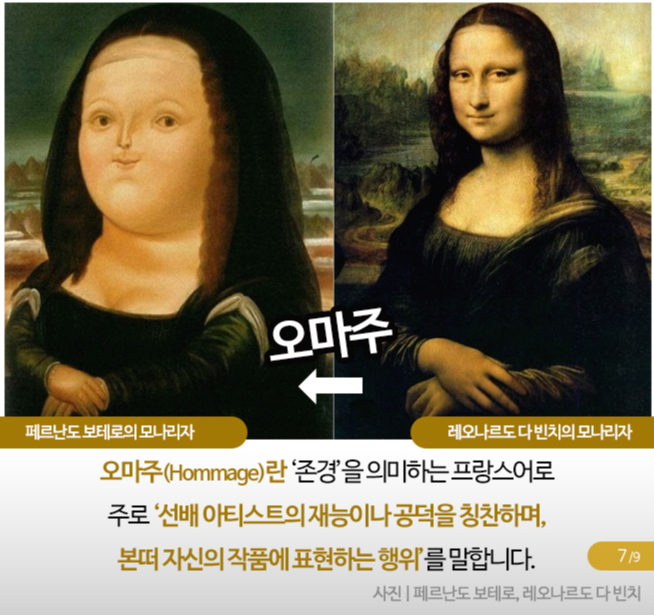 오마주
페르난도 보테로의 모나리자
레오나르도 다 빈치의 모나리자
오마주(Hommage)란 '존경'을 의미하는 프랑스어로
주로 '선배 아티스트의 재능이나 공덕을 칭찬하며,
본떠 자신의 작품에 표현하는 행위'를 말합니다.
7/9
사진 | 페르난도 보테로, 레오나르도 다 빈치